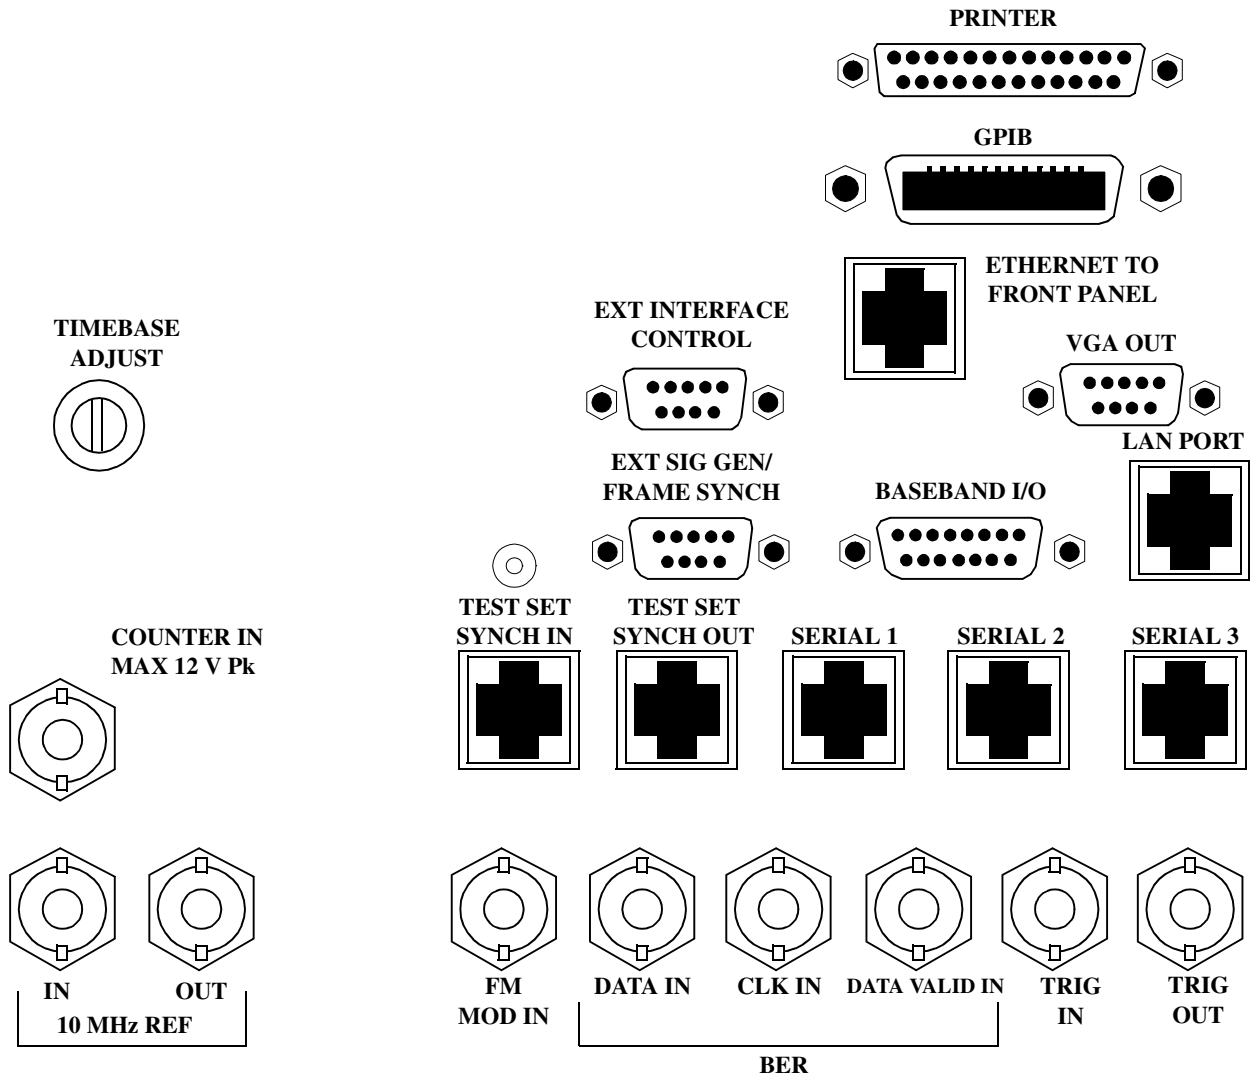 PRINTER
GPIB
ETHERNET TO
FRONT PANEL
EXT INTERFACE
CONTROL
TIMEBASE
ADJUST
VGA OUT
LAN PORT
EXT SIG GEN/
FRAME SYNCH
BASEBAND I/O
TEST SET
SYNCH IN
TEST SET
SYNCH OUT
SERIAL 1
SERIAL 2
SERIAL 3
COUNTER IN
MAX 12 V Pk
IN
OUT
10 MHz REF
FM
MOD IN
DATA IN
CLK IN
DATA VALID IN
TRIG
IN
TRIG
OUT
BER